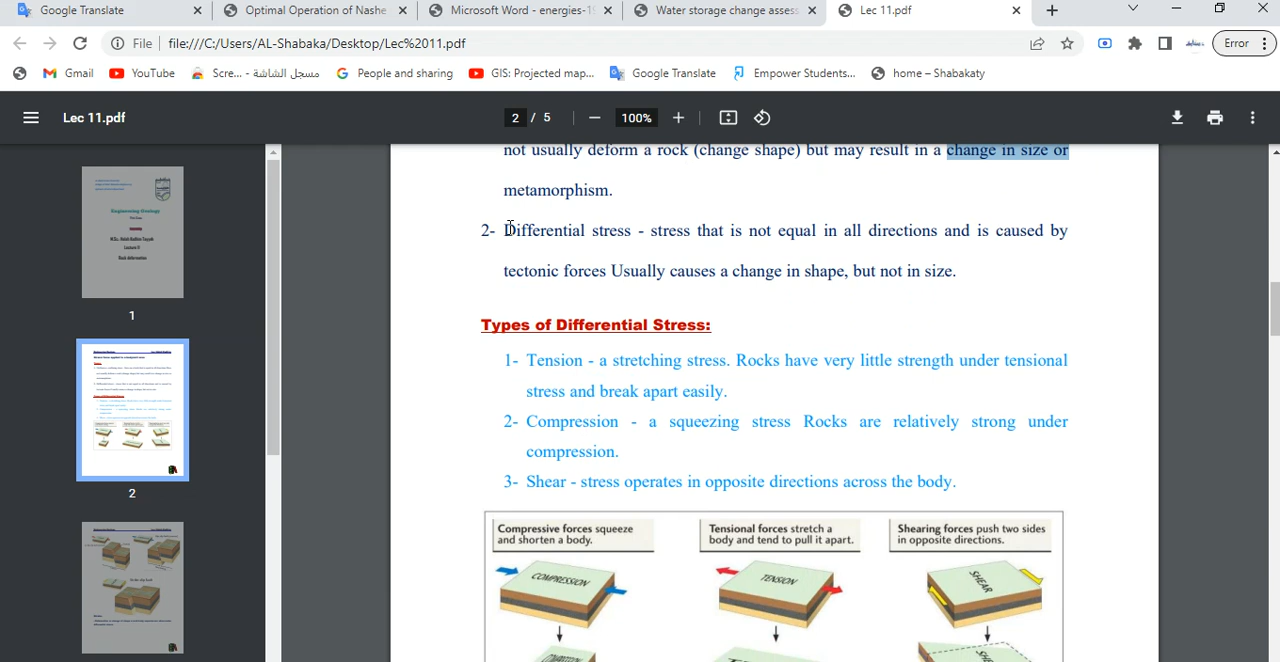 Google Translate
Optimal Operation of Nashe
Microsoft Word - energies-1
Water storage change assess
Lec 11.pdf
File file:///C:/Users/AL-Shabaka/Desktop/Lec%2011.pdf
Error
Gmail
YouTube
Scre... - مسجل الشاشة
People and sharing
GIS: Projected map...
Google Translate
Empower Students...
home – Shabakaty
Lec 11.pdf
2 / 5
100%
not usually deform a rock (change shape) but may result in a change in size or
metamorphism.
2- Differential stress - stress that is not equal in all directions and is caused by
tectonic forces Usually causes a change in shape, but not in size.
Types of Differential Stress:
1- Tension - a stretching stress. Rocks have very little strength under tensional
stress and break apart easily.
2- Compression - a squeezing stress Rocks are relatively strong under
compression.
3- Shear - stress operates in opposite directions across the body.
Compressive forces squeeze
and shorten a body.
Tensional forces stretch a
body and tend to pull it apart.
Shearing forces push two sides
in opposite directions.
COMPRESSION
TENSION
SHEAR
Engineering Geology
Lecture 11
Rock deformation
1
2